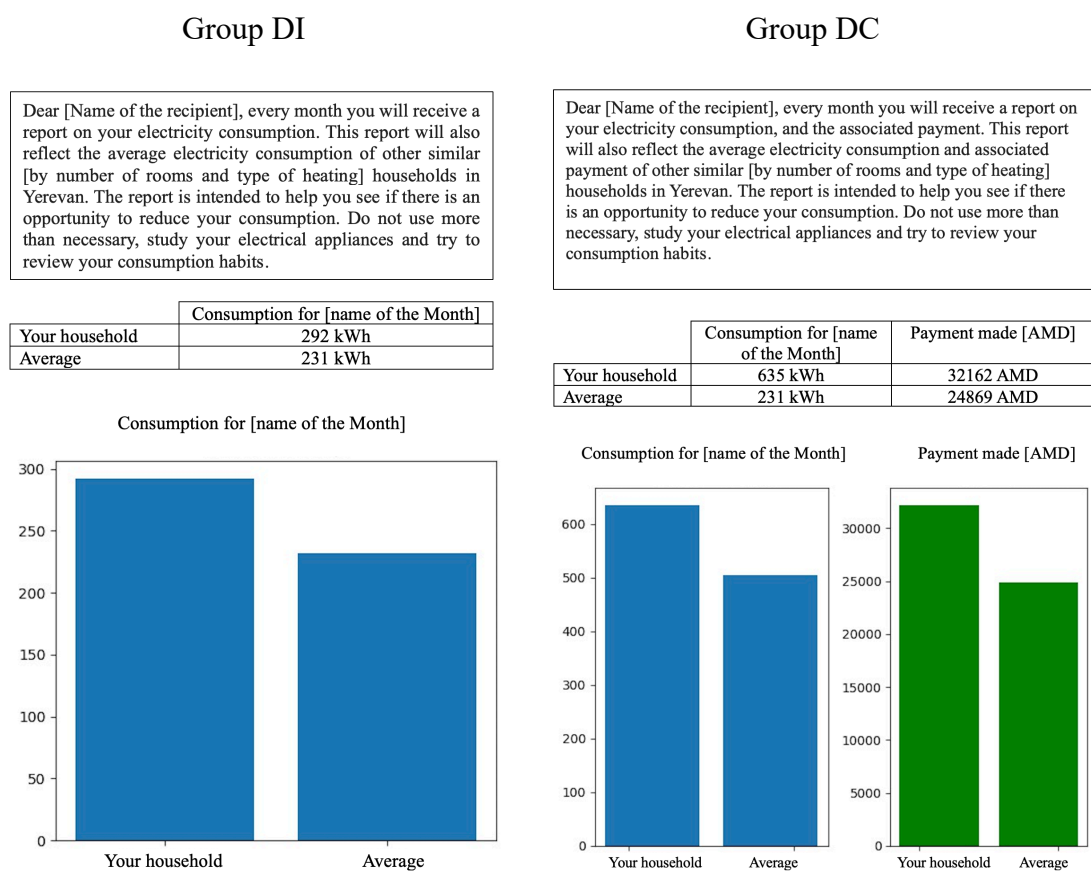 Group DI
Dear [Name of the recipient], every month you will receive a
report on your electricity consumption. This report will also
reflect the average electricity consumption of other similar
[by number of rooms and type of heating] households in
Yerevan. The report is intended to help you see if there is an
opportunity to reduce your consumption. Do not use more
than necessary, study your electrical appliances and try to
review your consumption habits.
Consumption for [name of the Month]
Your household 292 kWh
Average 231 kWh
Consumption for [name of the Month]
300
250
200
150
100
50
0
Your household Average
Group DC
Dear [Name of the recipient], every month you will receive a report on
your electricity consumption, and the associated payment. This report
will also reflect the average electricity consumption and associated
payment of other similar [by number of rooms and type of heating]
households in Yerevan. The report is intended to help you see if there
is an opportunity to reduce your consumption. Do not use more than
necessary, study your electrical appliances and try to review your
consumption habits.
Consumption for [name Payment made [AMD]
of the Month]
Your household 635 kWh 32162 AMD
Average 231 kWh 24869 AMD
Consumption for [name of the Month]
600
500
400
300
200
100
0
Your household Average
Payment made [AMD]
30000
25000
20000
15000
10000
5000
0
Your household Average